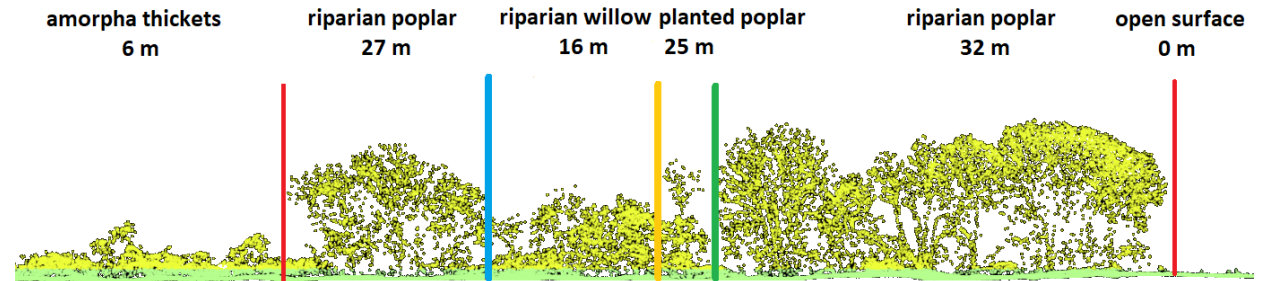 amorpha thickets
6 m
riparian poplar
27 m
riparian willow
16 m
planted poplar
25 m
riparian poplar
32 m
open surface
0 m